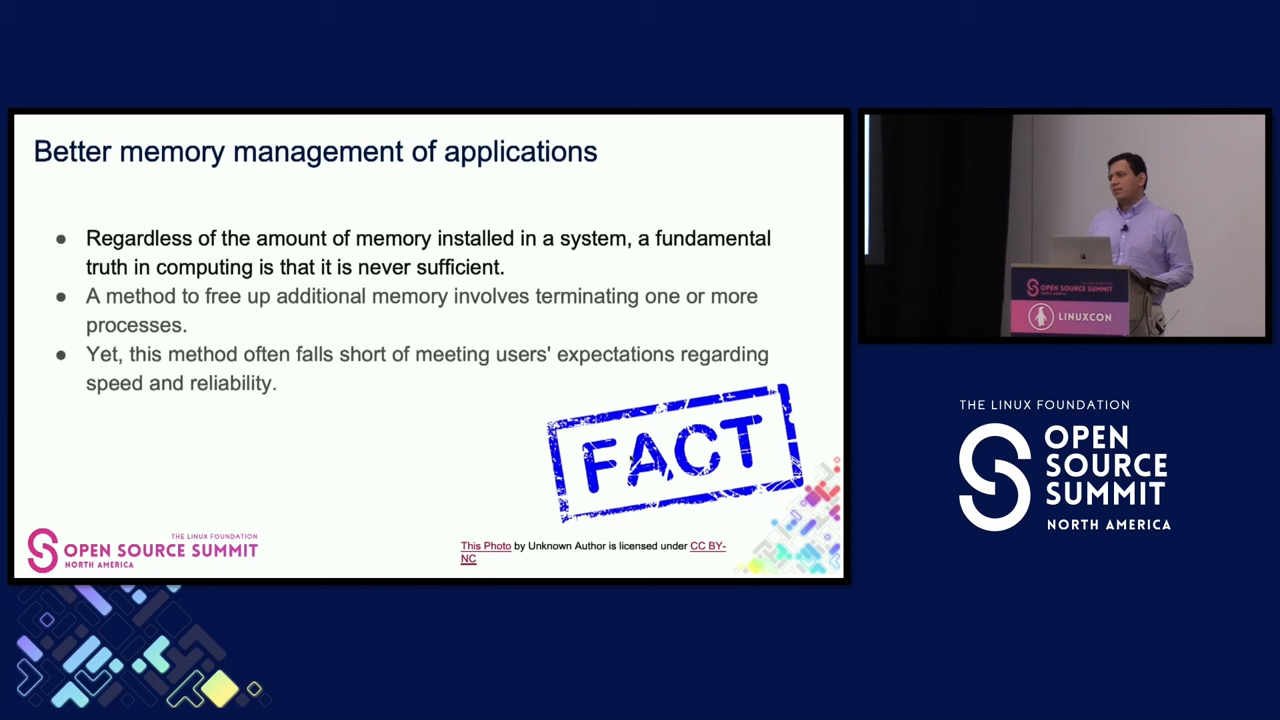 Better memory management of applications
● Regardless of the amount of memory installed in a system, a fundamental
truth in computing is that it is never sufficient.
● A method to free up additional memory involves terminating one or more
processes.
● Yet, this method often falls short of meeting users' expectations regarding
speed and reliability.
FACT
THE LINUX FOUNDATION
OPEN SOURCE SUMMIT
NORTH AMERICA
This Photo by Unknown Author is licensed under CC BY-
NC
OPEN SOURCE SUMMIT
NORTH AMERICA
LINUXCON
THE LINUX FOUNDATION
OPEN
SOURCE
SUMMIT
NORTH AMERICA